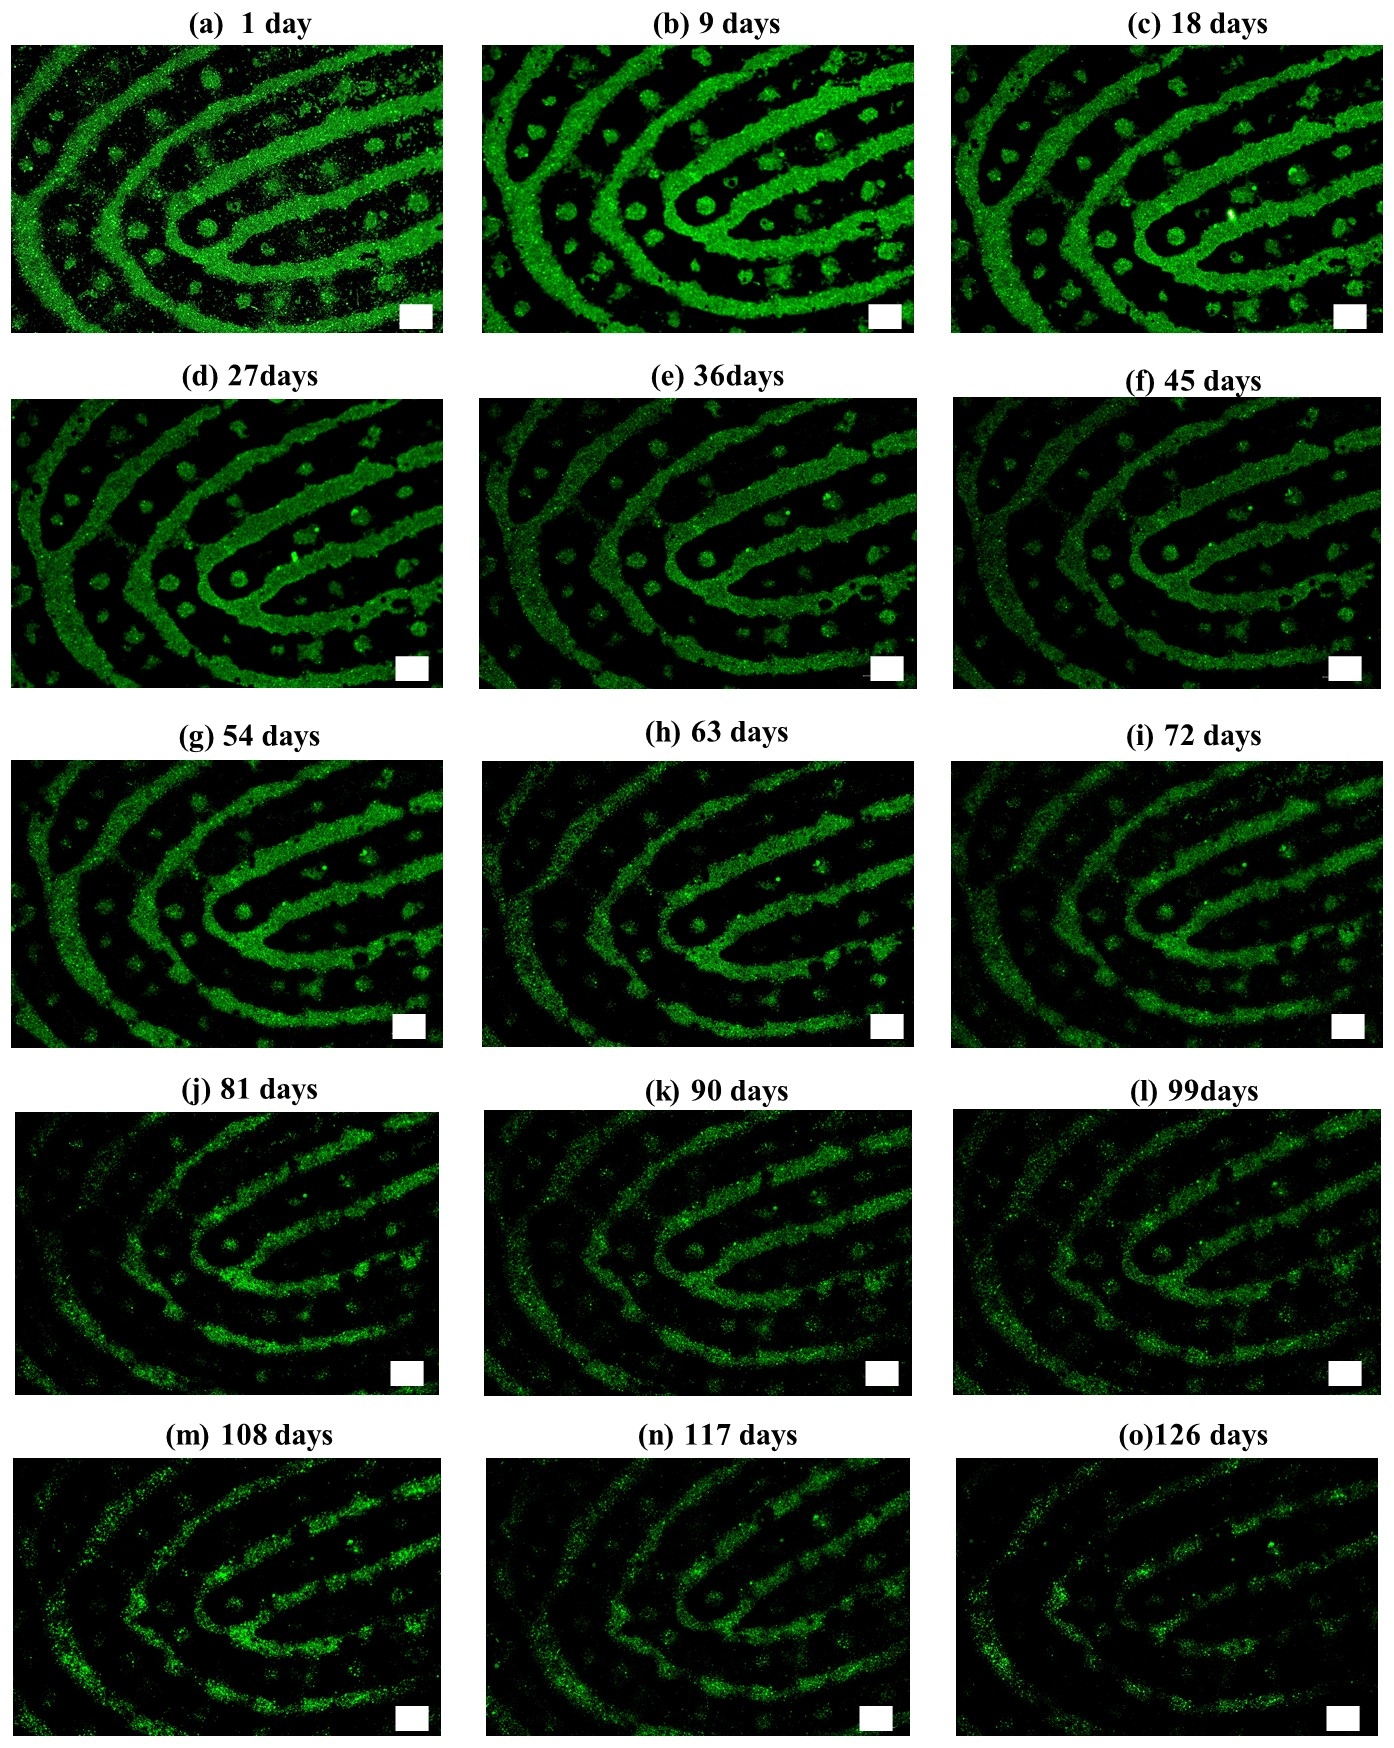 (a) 1 day
(b) 9 days
(c) 18 days
(d) 27days
(e) 36days
(f) 45 days
(g) 54 days
(h) 63 days
(i) 72 days
(j) 81 days
(k) 90 days
(l) 99days
(m) 108 days
(n) 117 days
(o)126 days